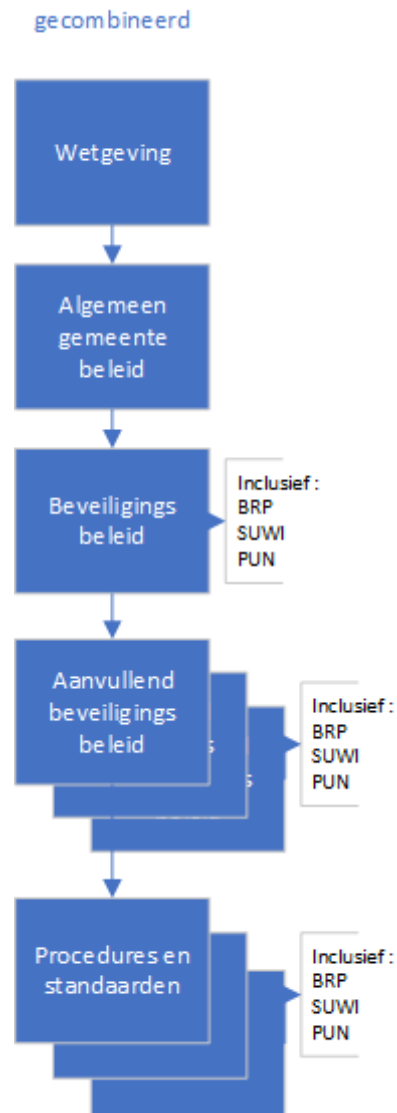 gecombineerd
Wetgeving
Algemeen
gemeente
beleid
Beveiligings
beleid
Inclusief :
BRP
SUWI
PUN
Aanvullend
beveiligings
beleid
Inclusief :
BRP
SUWI
PUN
Procedures en
standaarden
Inclusief :
BRP
SUWI
PUN